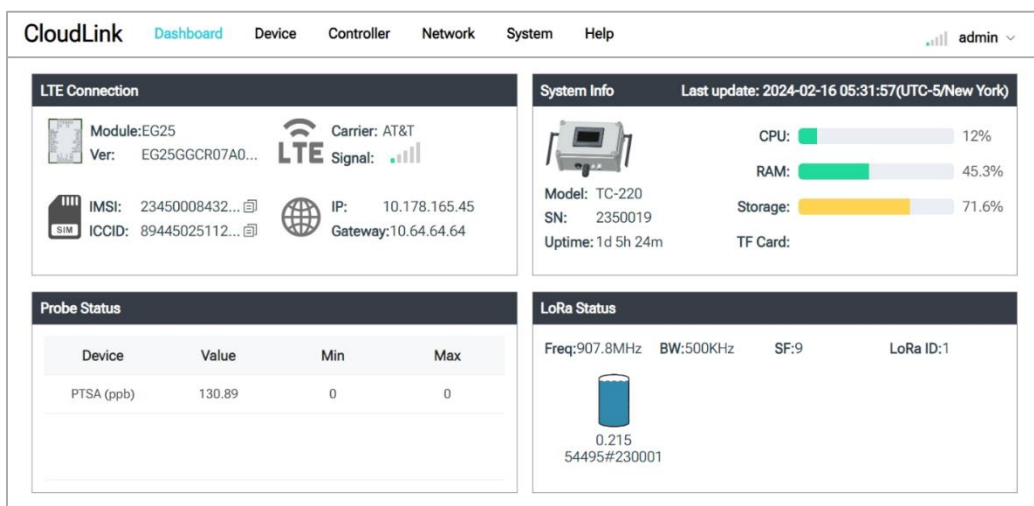 CloudLink Dashboard Device Controller Network System Help admin
LTE Connection
Module:EG25
Ver: EG25GGCR07A0...
LTE
Carrier: AT&T
Signal:
SIM
IMSI: 23450008432...
ICCID: 89445025112...
IP: 10.178.165.45
Gateway:10.64.64.64
System Info Last update: 2024-02-16 05:31:57(UTC-5/New York)
Model: TC-220
SN: 2350019
Uptime: 1d 5h 24m
CPU: 12%
RAM: 45.3%
Storage: 71.6%
TF Card:
Probe Status
Device Value Min Max
PTSA (ppb) 130.89 0 0
LoRa Status
Freq:907.8MHz BW:500KHz SF:9 LoRa ID:1
0.215
54495#230001